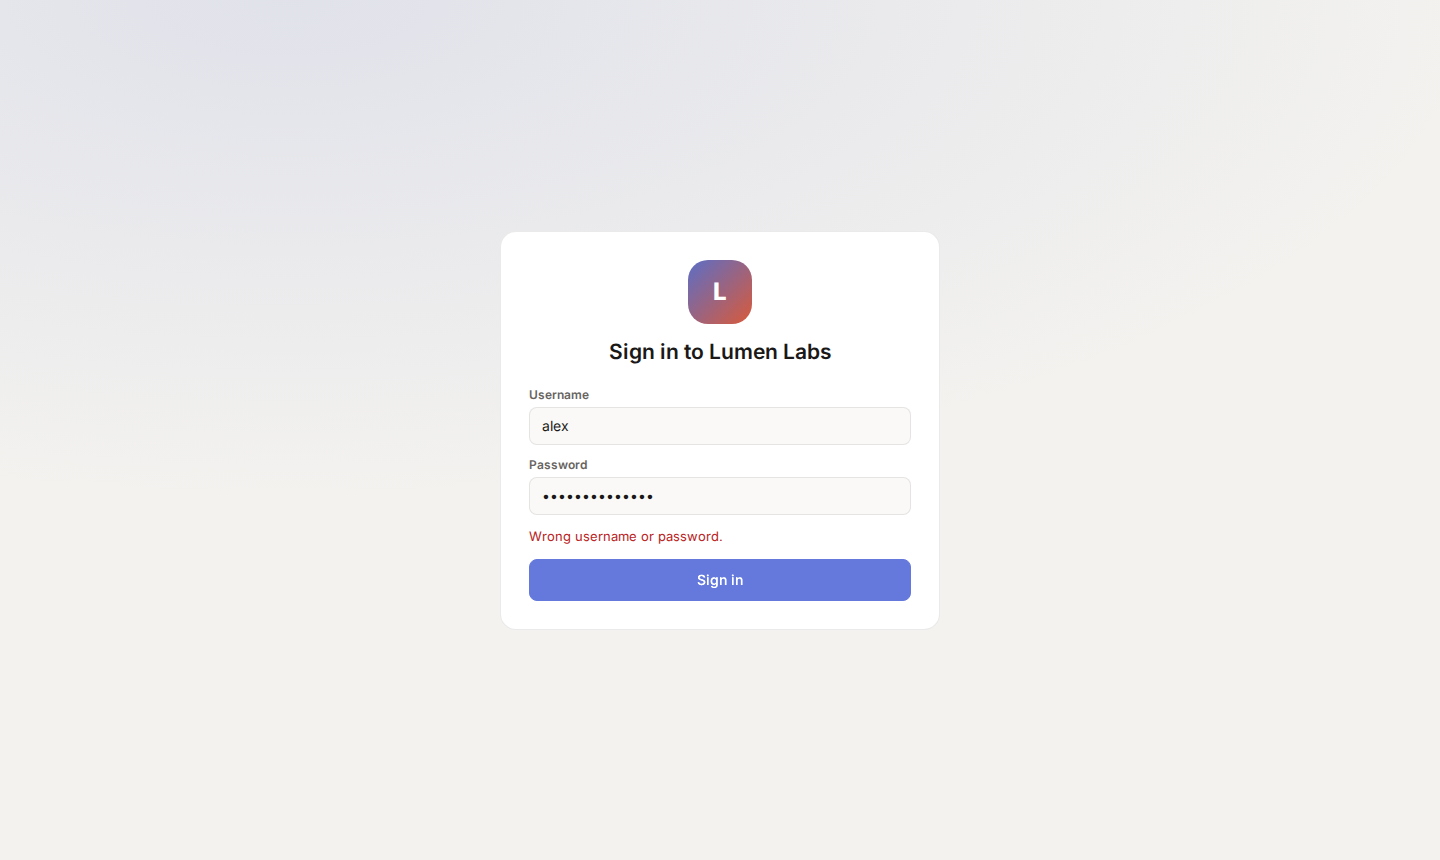 L
Sign in to Lumen Labs
Username
alex
Password
••••••••••••••
Wrong username or password.
Sign in